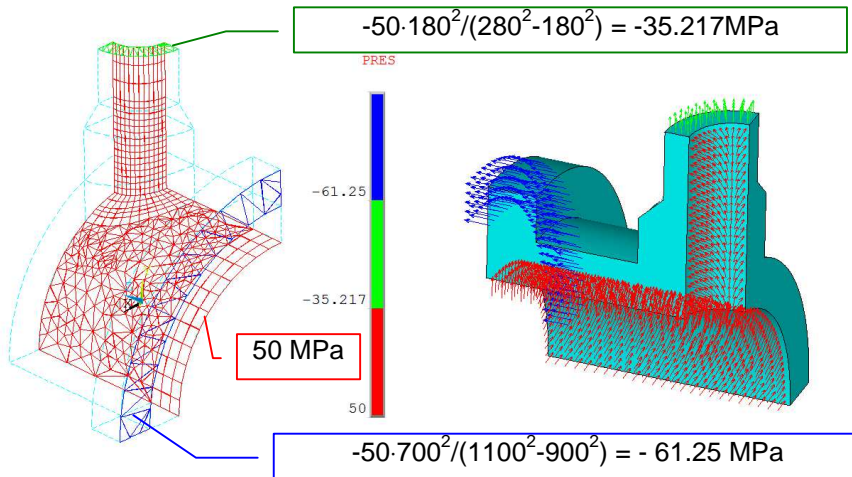 -50·180²/(280²-180²) = -35.217MPa
PRES
-61.25
-35.217
50 MPa
50
-50·700²/(1100²-900²) = - 61.25 MPa